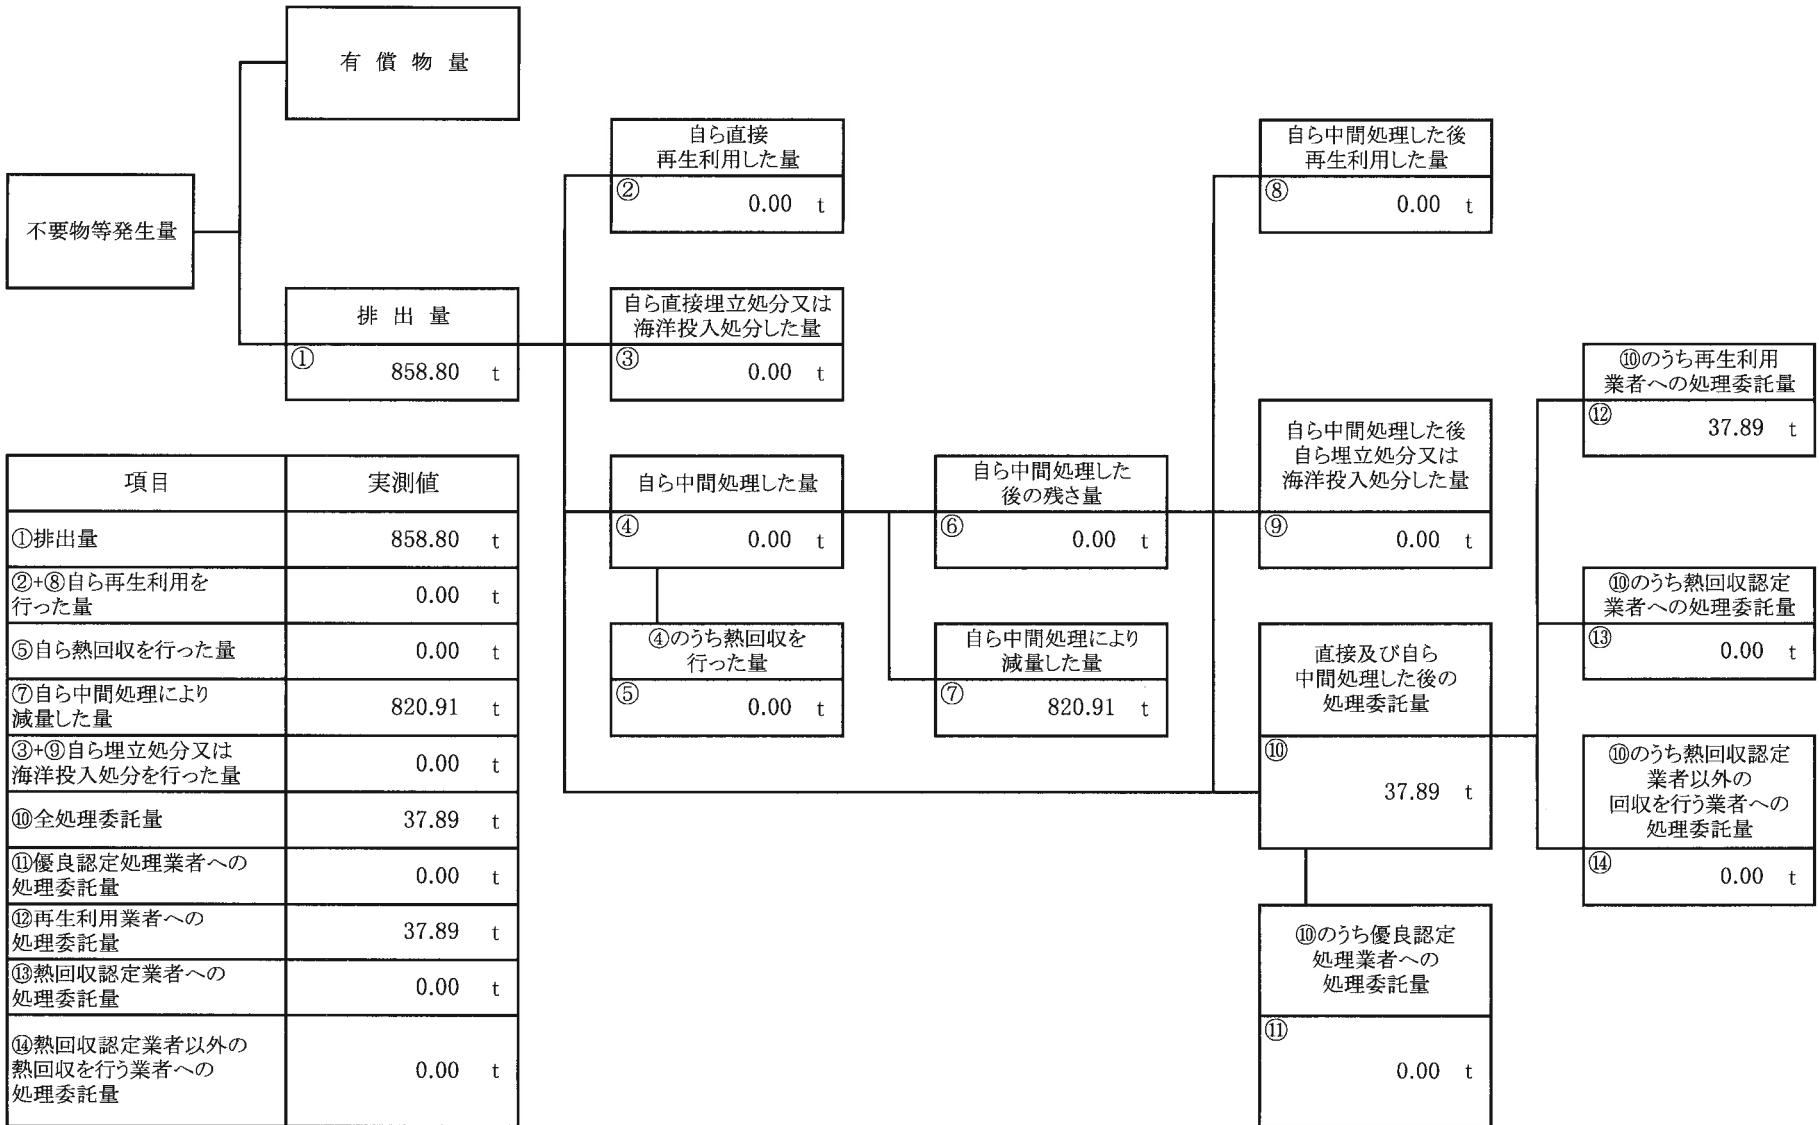 有償物量
不要物等発生量
排出量
①
858.80 t
自ら直接
再生利用した量
②
0.00 t
自ら直接埋立処分又は
海洋投入処分した量
③
0.00 t
自ら中間処理した量
④
0.00 t
④のうち熱回収を
行った量
⑤
0.00 t
自ら中間処理した
後の残さ量
⑥
0.00 t
自ら中間処理により
減量した量
⑦
820.91 t
自ら中間処理した後
再生利用した量
⑧
0.00 t
自ら中間処理した後
自ら埋立処分又は
海洋投入処分した量
⑨
0.00 t
直接及び自ら
中間処理した後の
処理委託量
⑩
37.89 t
⑩のうち優良認定
処理業者への
処理委託量
⑪
0.00 t
⑩のうち再生利用
業者への処理委託量
⑫
37.89 t
⑩のうち熱回収認定
業者への処理委託量
⑬
0.00 t
⑩のうち熱回収認定
業者以外の
回収を行う業者への
処理委託量
⑭
0.00 t
項目 実測値
①排出量 858.80 t
②+⑧自ら再生利用を
行った量
0.00 t
⑤自ら熱回収を行った量 0.00 t
⑦自ら中間処理により
減量した量
820.91 t
③+⑨自ら埋立処分又は
海洋投入処分を行った量
0.00 t
⑩全処理委託量 37.89 t
⑪優良認定処理業者への
処理委託量
0.00 t
⑫再生利用業者への
処理委託量
37.89 t
⑬熱回収認定業者への
処理委託量
0.00 t
⑭熱回収認定業者以外の
熱回収を行う業者への
処理委託量
0.00 t